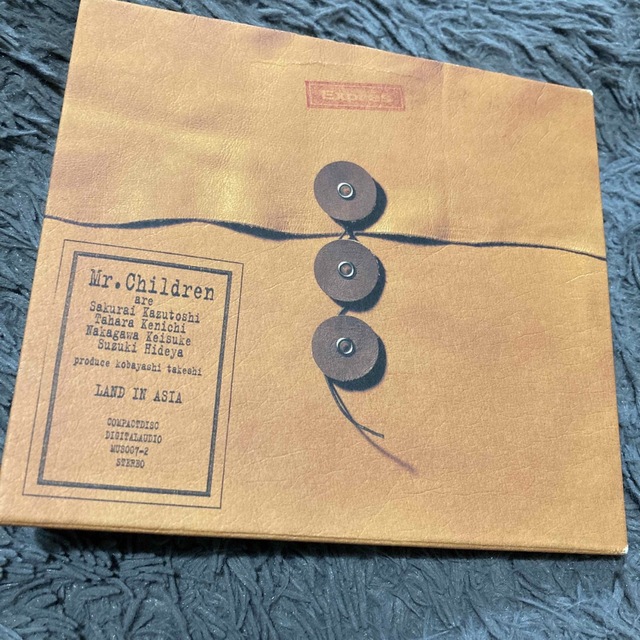 Mr.Children
are
Sakurai Kazutoshi
Tahara Kenichi
Nakagawa Keisuke
Suzuki Hideya
produce kobayashi takeshi
LAND IN ASIA
COMPACTDISC
DIGITALAUDIO
MUS007-2
STEREO